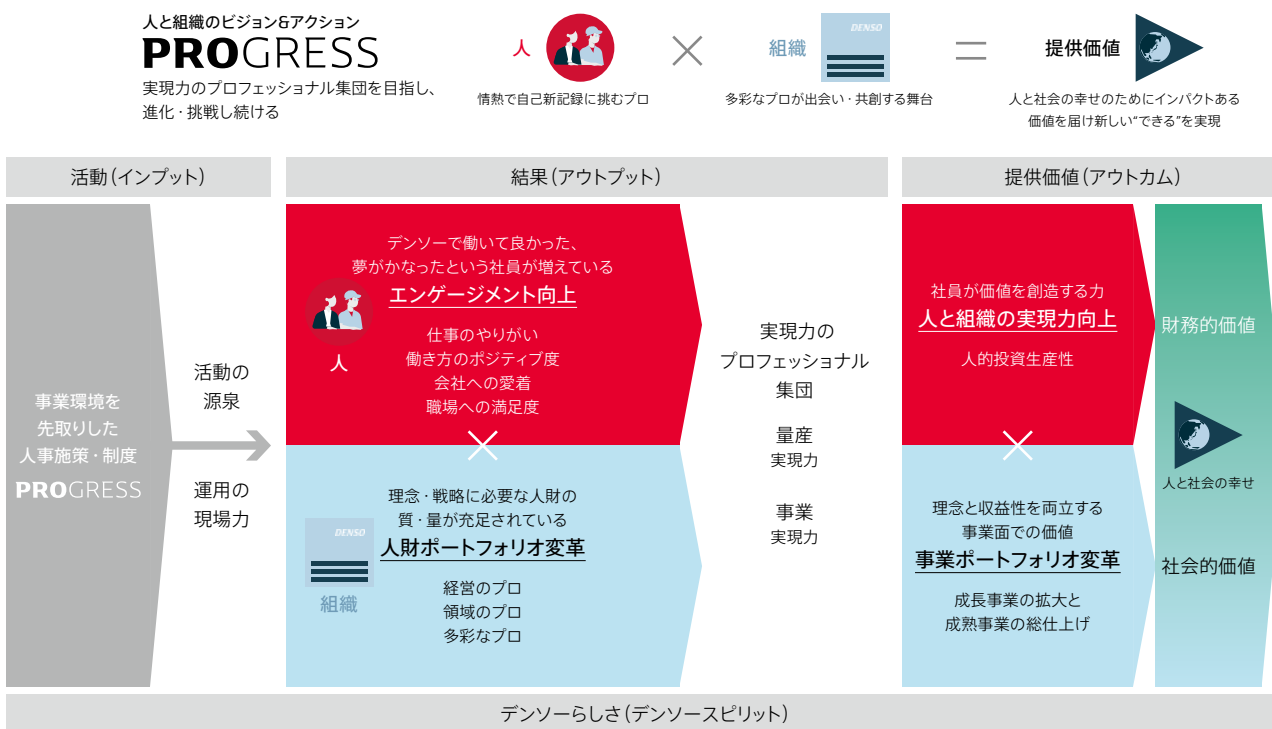 人と組織のビジョン&アクション
PROGRESS
実現力のプロフェッショナル集団を目指し、
進化・挑戦し続ける
人
情熱で自己新記録に挑むプロ
×
組織
DENSO
多彩なプロが出会い・共創する舞台
=
提供価値
人と社会の幸せのためにインパクトある
価値を届け新しい“できる”を実現
活動(インプット)
結果(アウトプット)
提供価値(アウトカム)
事業環境を
先取りした
人事施策・制度
PROGRESS
活動の
源泉
運用の
現場力
デンソーで働いて良かった、
夢がかなったという社員が増えている
エンゲージメント向上
人
仕事のやりがい
働き方のポジティブ度
会社への愛着
職場への満足度
×
理念・戦略に必要な人財の
質・量が充足されている
人財ポートフォリオ変革
DENSO
組織
経営のプロ
領域のプロ
多彩なプロ
実現力の
プロフェッショナル
集団
量産
実現力
事業
実現力
社員が価値を創造する力
人と組織の実現力向上
人的投資生産性
×
理念と収益性を両立する
事業面での価値
事業ポートフォリオ変革
成長事業の拡大と
成熟事業の総仕上げ
財務的価値
人と社会の幸せ
社会的価値
デンソーらしさ(デンソースピリット)